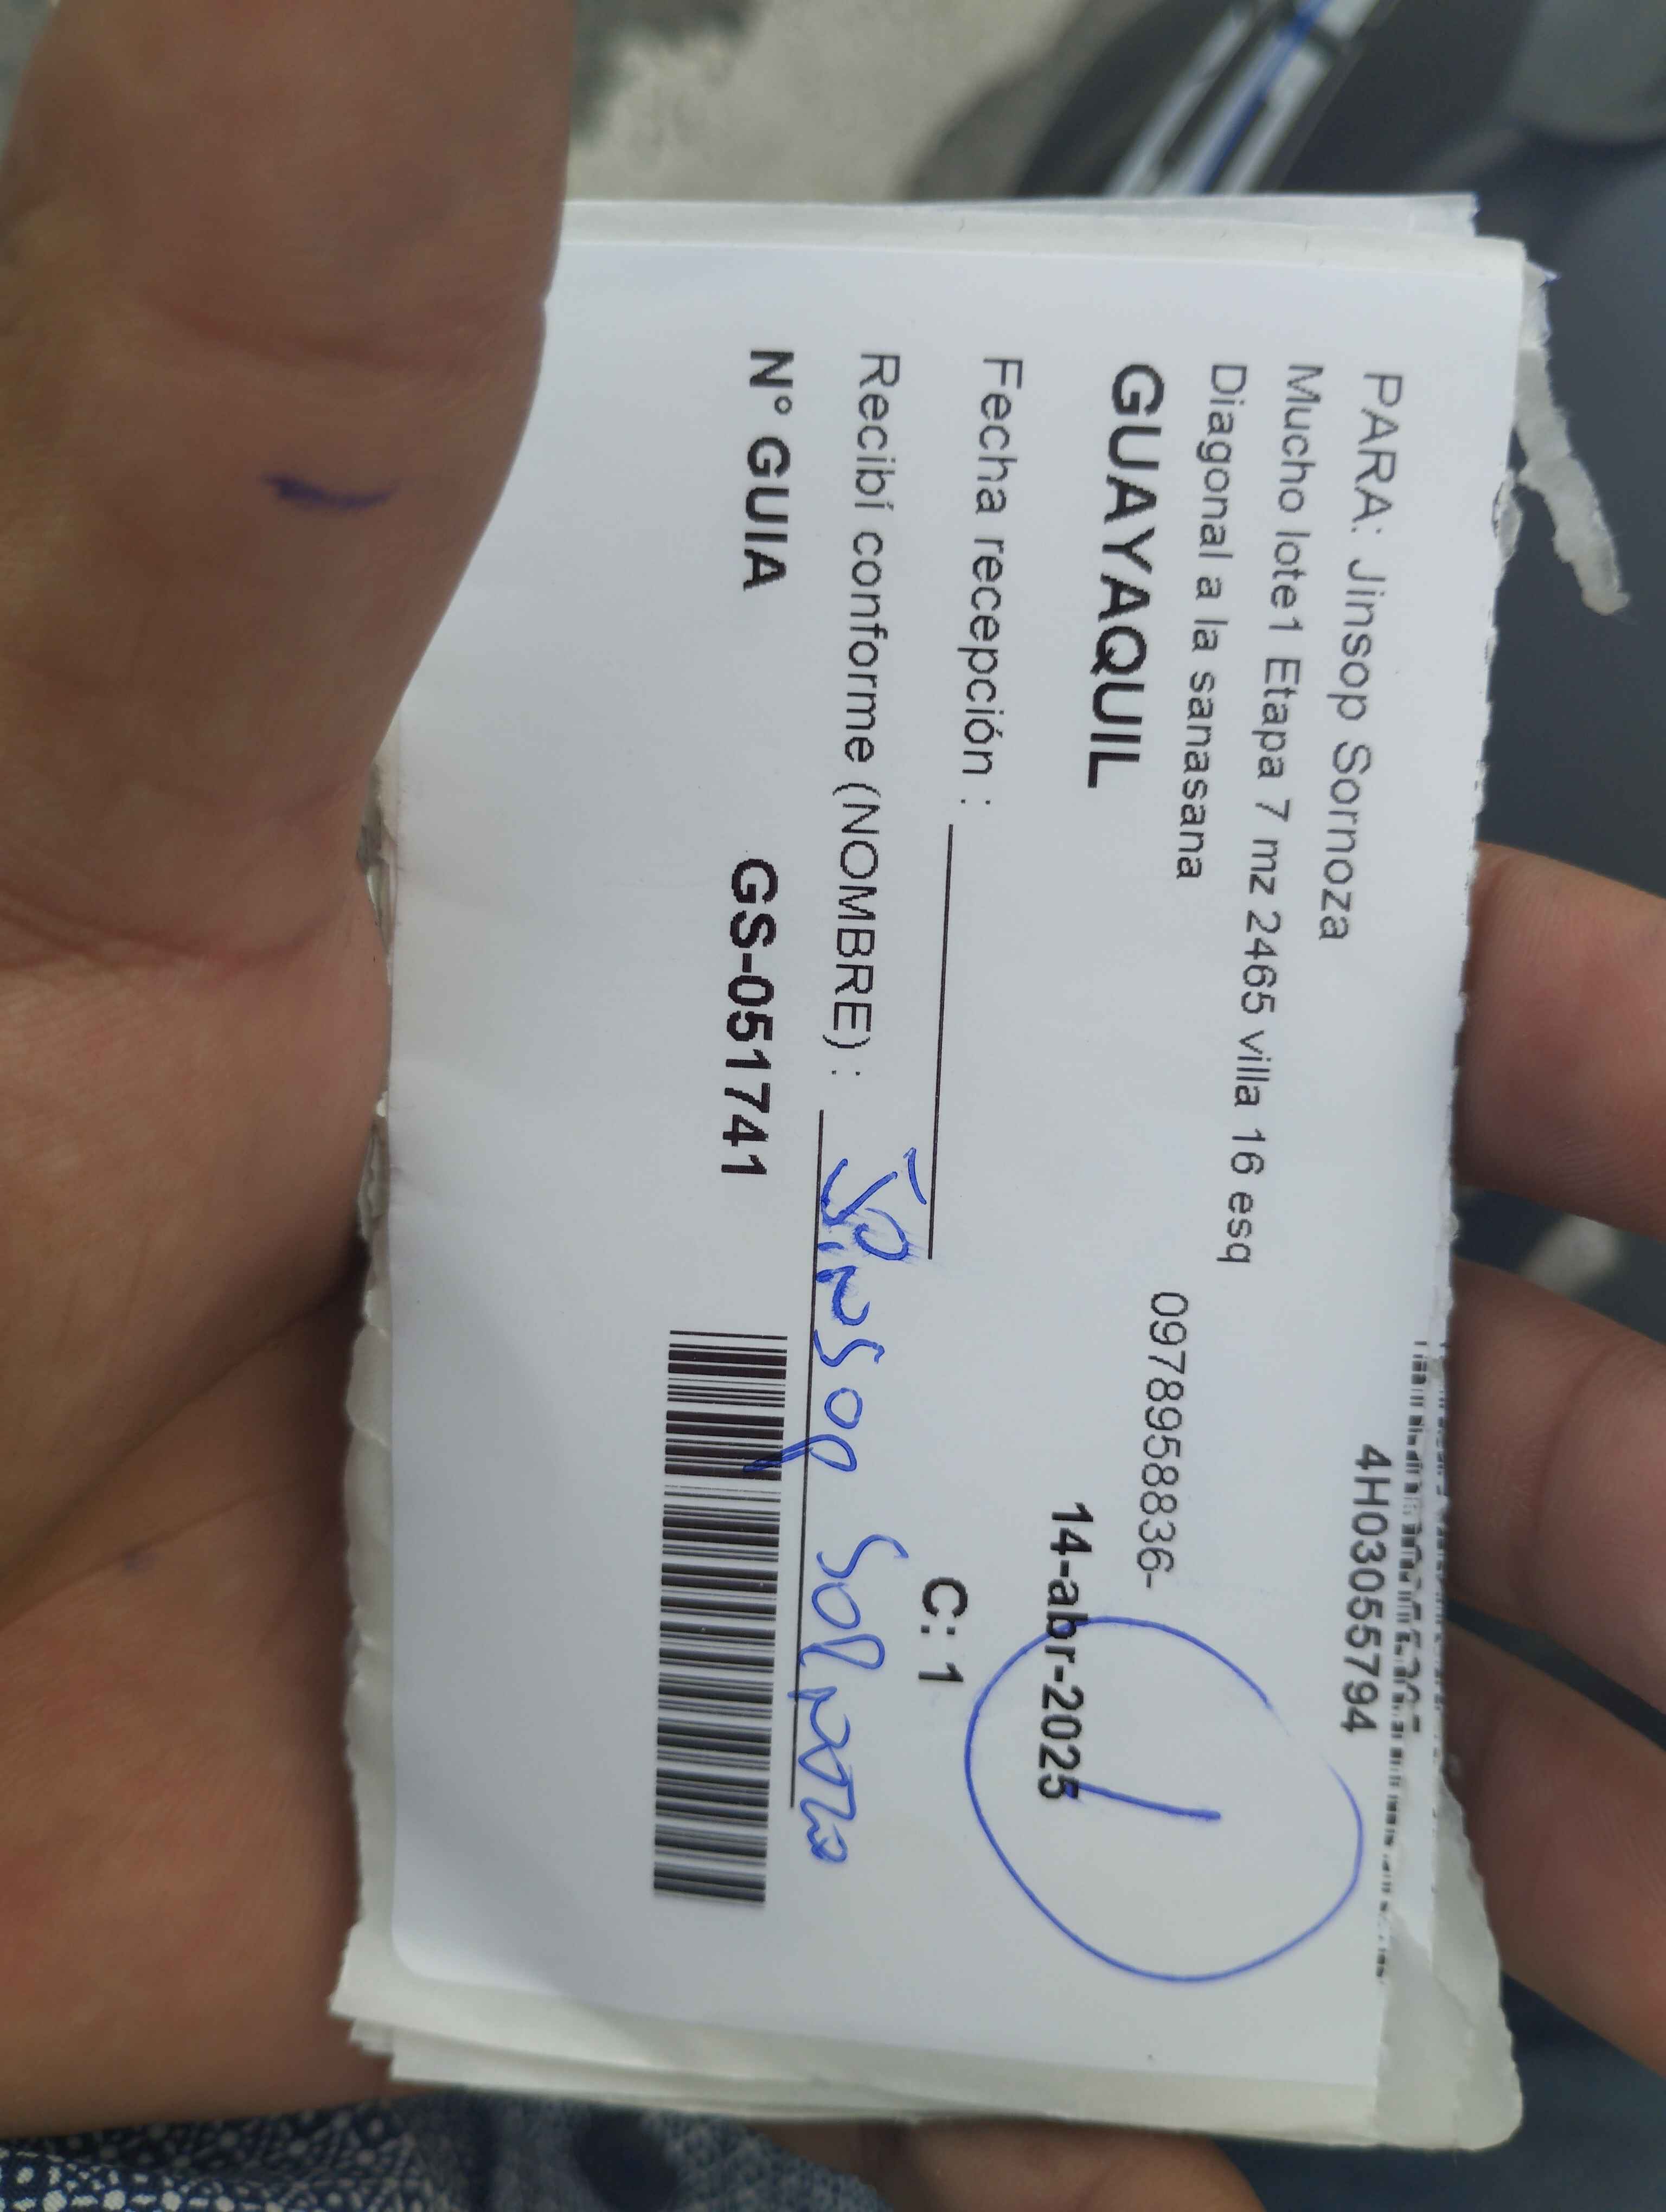 4H03055794
PARA: Jinsop Sornoza
Mucho lote1 Etapa 7 mz 2465 villa 16 esq
Diagonal a la sanasana
0978958836-
GUAYAQUIL
14-abr-2025
1
Fecha recepción :
C: 1
Recibí conforme (NOMBRE) : Jinsop Sornoza
N° GUIA GS-051741